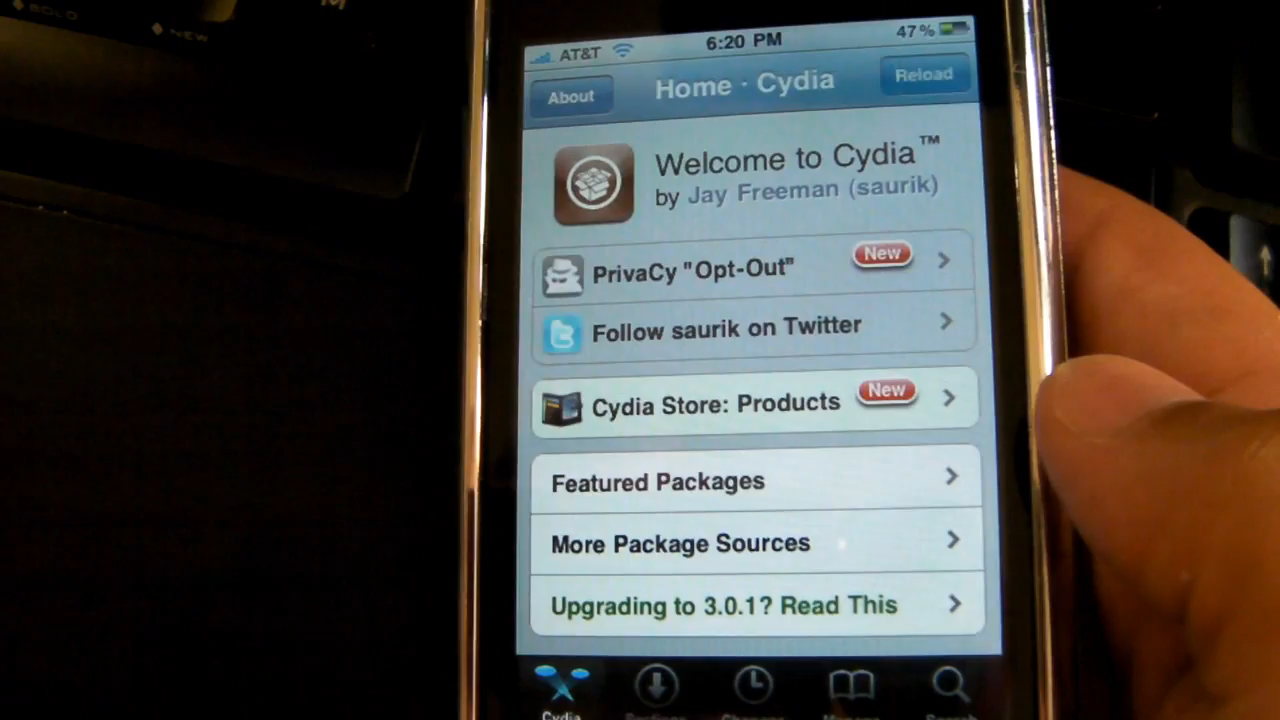 BOLD
NEW
M
AT&T 6:20 PM 47%
About Home · Cydia Reload
Welcome to Cydia™
by Jay Freeman (saurik)
PrivaCy "Opt-Out" New
Follow saurik on Twitter
Cydia Store: Products New
Featured Packages
More Package Sources
Upgrading to 3.0.1? Read This
Cydia